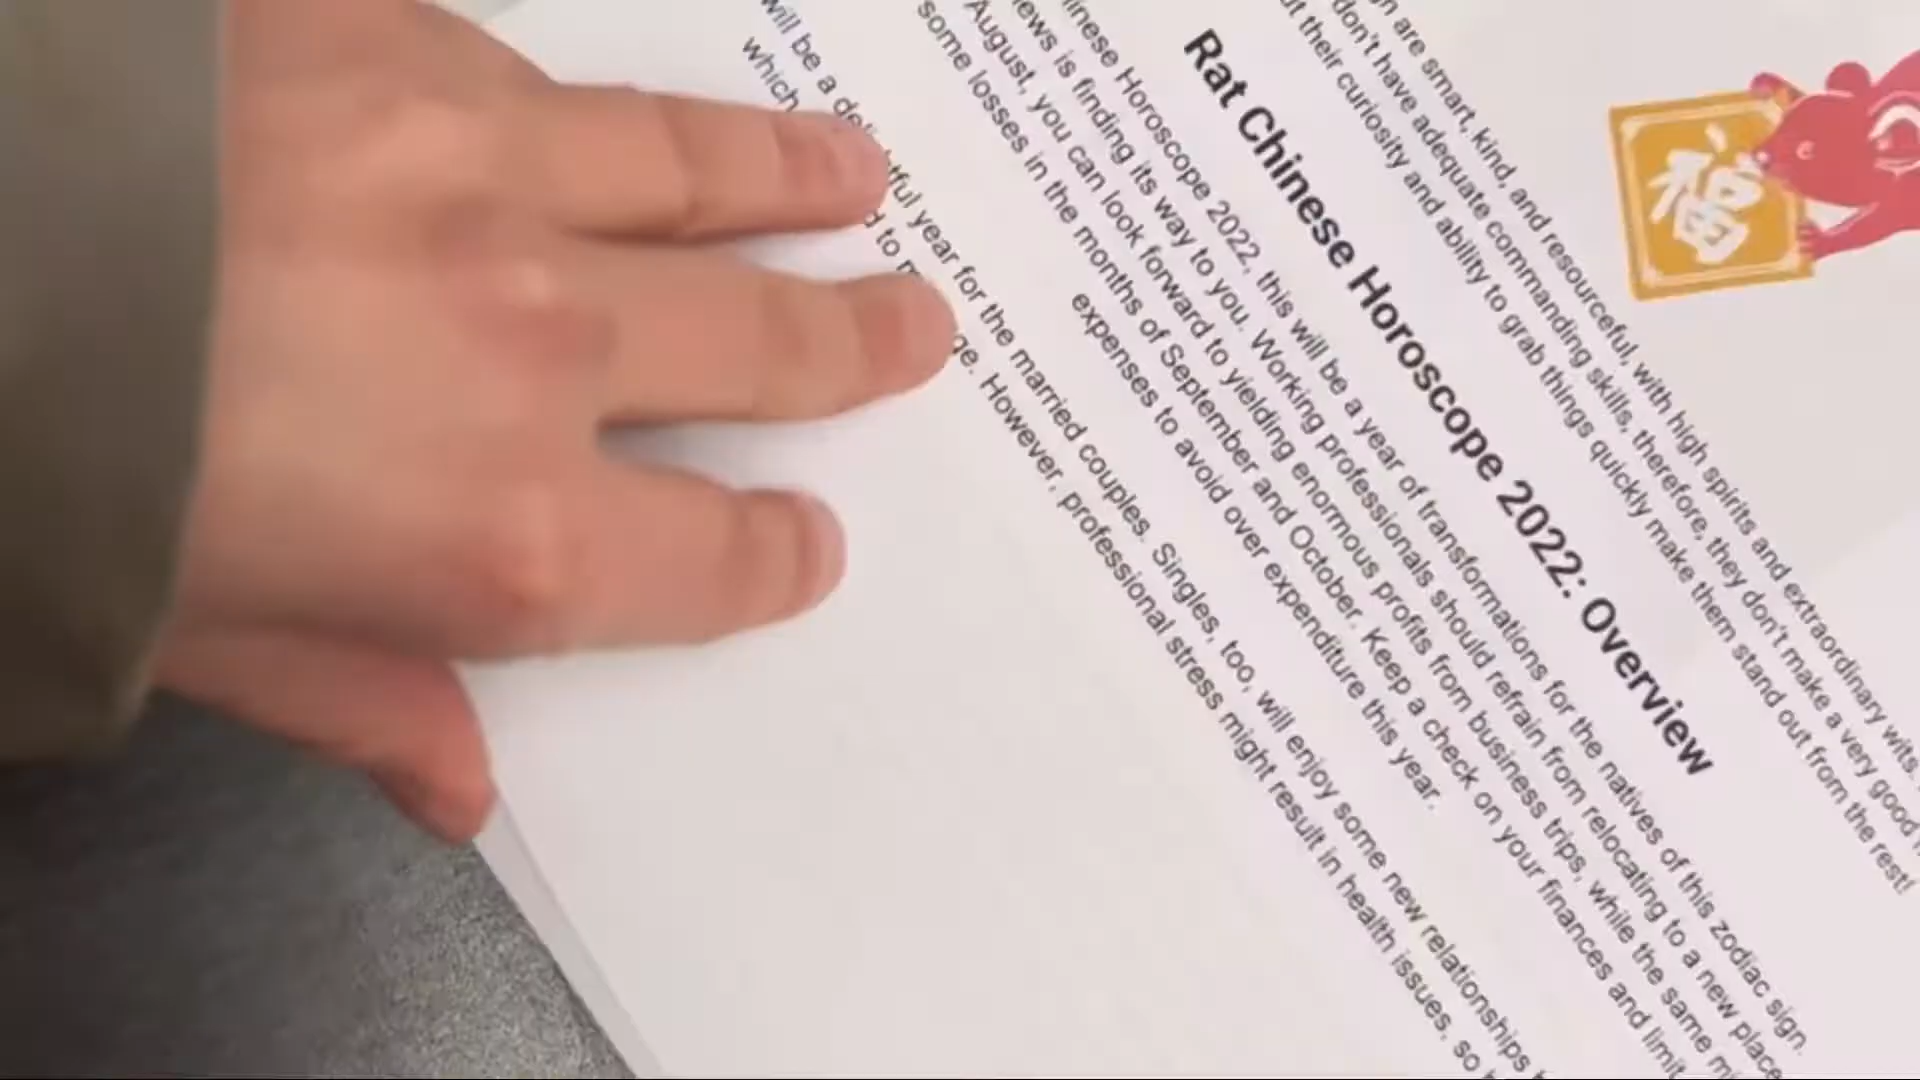 福
are smart, kind, and resourceful, with high spirits and extraordinary wits.
don't have adequate commanding skills, therefore, they don't make a very good
their curiosity and ability to grab things quickly make them stand out from the rest!
Rat Chinese Horoscope 2022: Overview
Horoscope 2022, this will be a year of transformations for the natives of this zodiac sign.
is finding its way to you. Working professionals should refrain from relocating to a new place
August, you can look forward to yielding enormous profits from business trips, while the same
some losses in the months of September and October. Keep a check on your finances and limit
expenses to avoid over expenditure this year.
will be a delightful year for the married couples. Singles, too, will enjoy some new relationships
which to However, professional stress might result in health issues, so